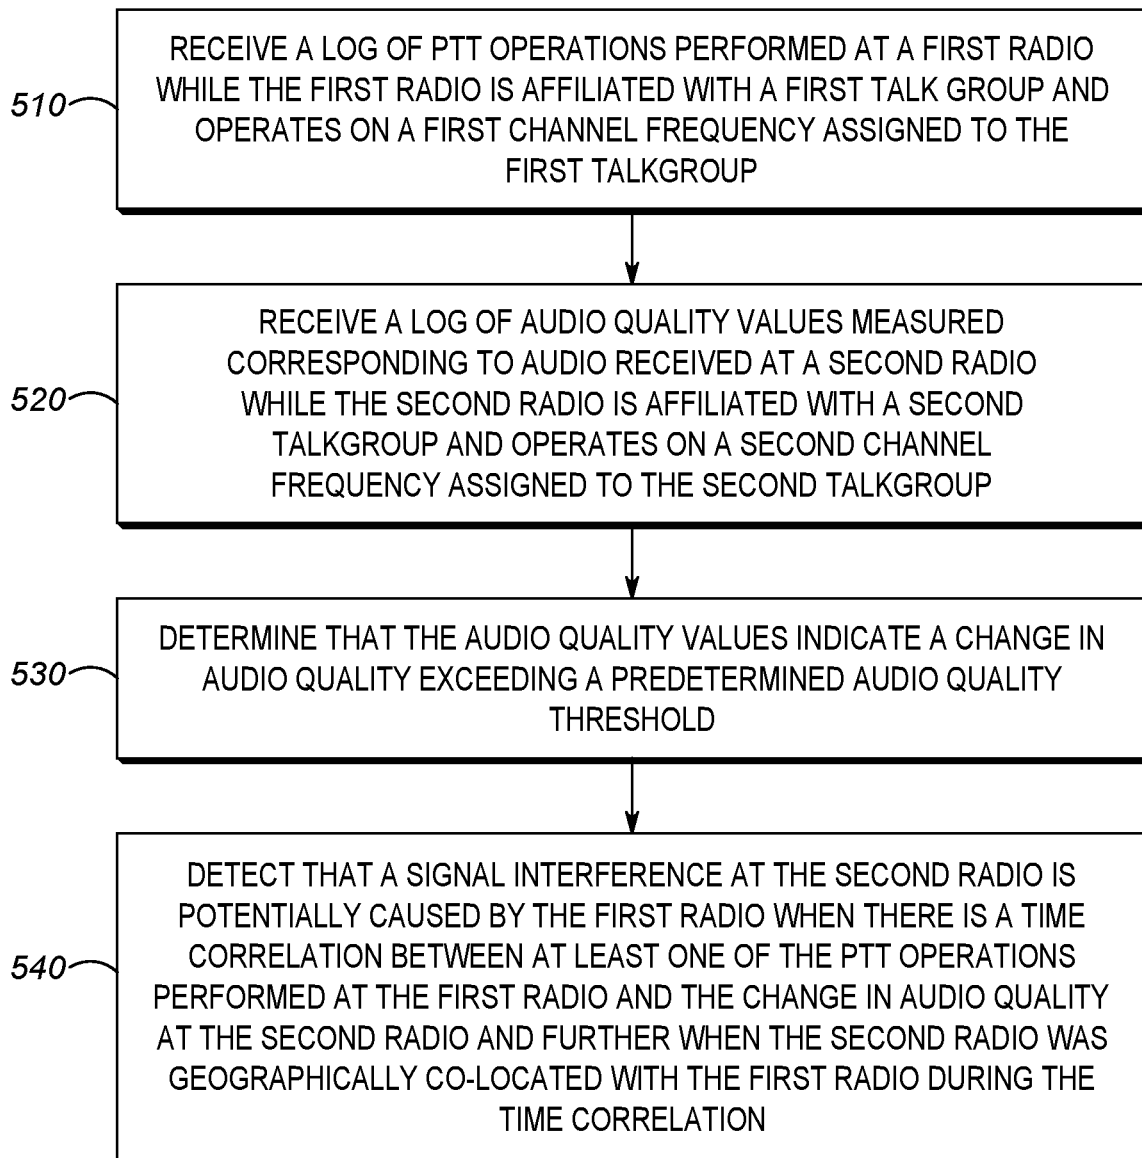 510
RECEIVE A LOG OF PTT OPERATIONS PERFORMED AT A FIRST RADIO
WHILE THE FIRST RADIO IS AFFILIATED WITH A FIRST TALK GROUP AND
OPERATES ON A FIRST CHANNEL FREQUENCY ASSIGNED TO THE
FIRST TALKGROUP
520
RECEIVE A LOG OF AUDIO QUALITY VALUES MEASURED
CORRESPONDING TO AUDIO RECEIVED AT A SECOND RADIO
WHILE THE SECOND RADIO IS AFFILIATED WITH A SECOND
TALKGROUP AND OPERATES ON A SECOND CHANNEL
FREQUENCY ASSIGNED TO THE SECOND TALKGROUP
530
DETERMINE THAT THE AUDIO QUALITY VALUES INDICATE A CHANGE IN
AUDIO QUALITY EXCEEDING A PREDETERMINED AUDIO QUALITY
THRESHOLD
540
DETECT THAT A SIGNAL INTERFERENCE AT THE SECOND RADIO IS
POTENTIALLY CAUSED BY THE FIRST RADIO WHEN THERE IS A TIME
CORRELATION BETWEEN AT LEAST ONE OF THE PTT OPERATIONS
PERFORMED AT THE FIRST RADIO AND THE CHANGE IN AUDIO QUALITY
AT THE SECOND RADIO AND FURTHER WHEN THE SECOND RADIO WAS
GEOGRAPHICALLY CO-LOCATED WITH THE FIRST RADIO DURING THE
TIME CORRELATION